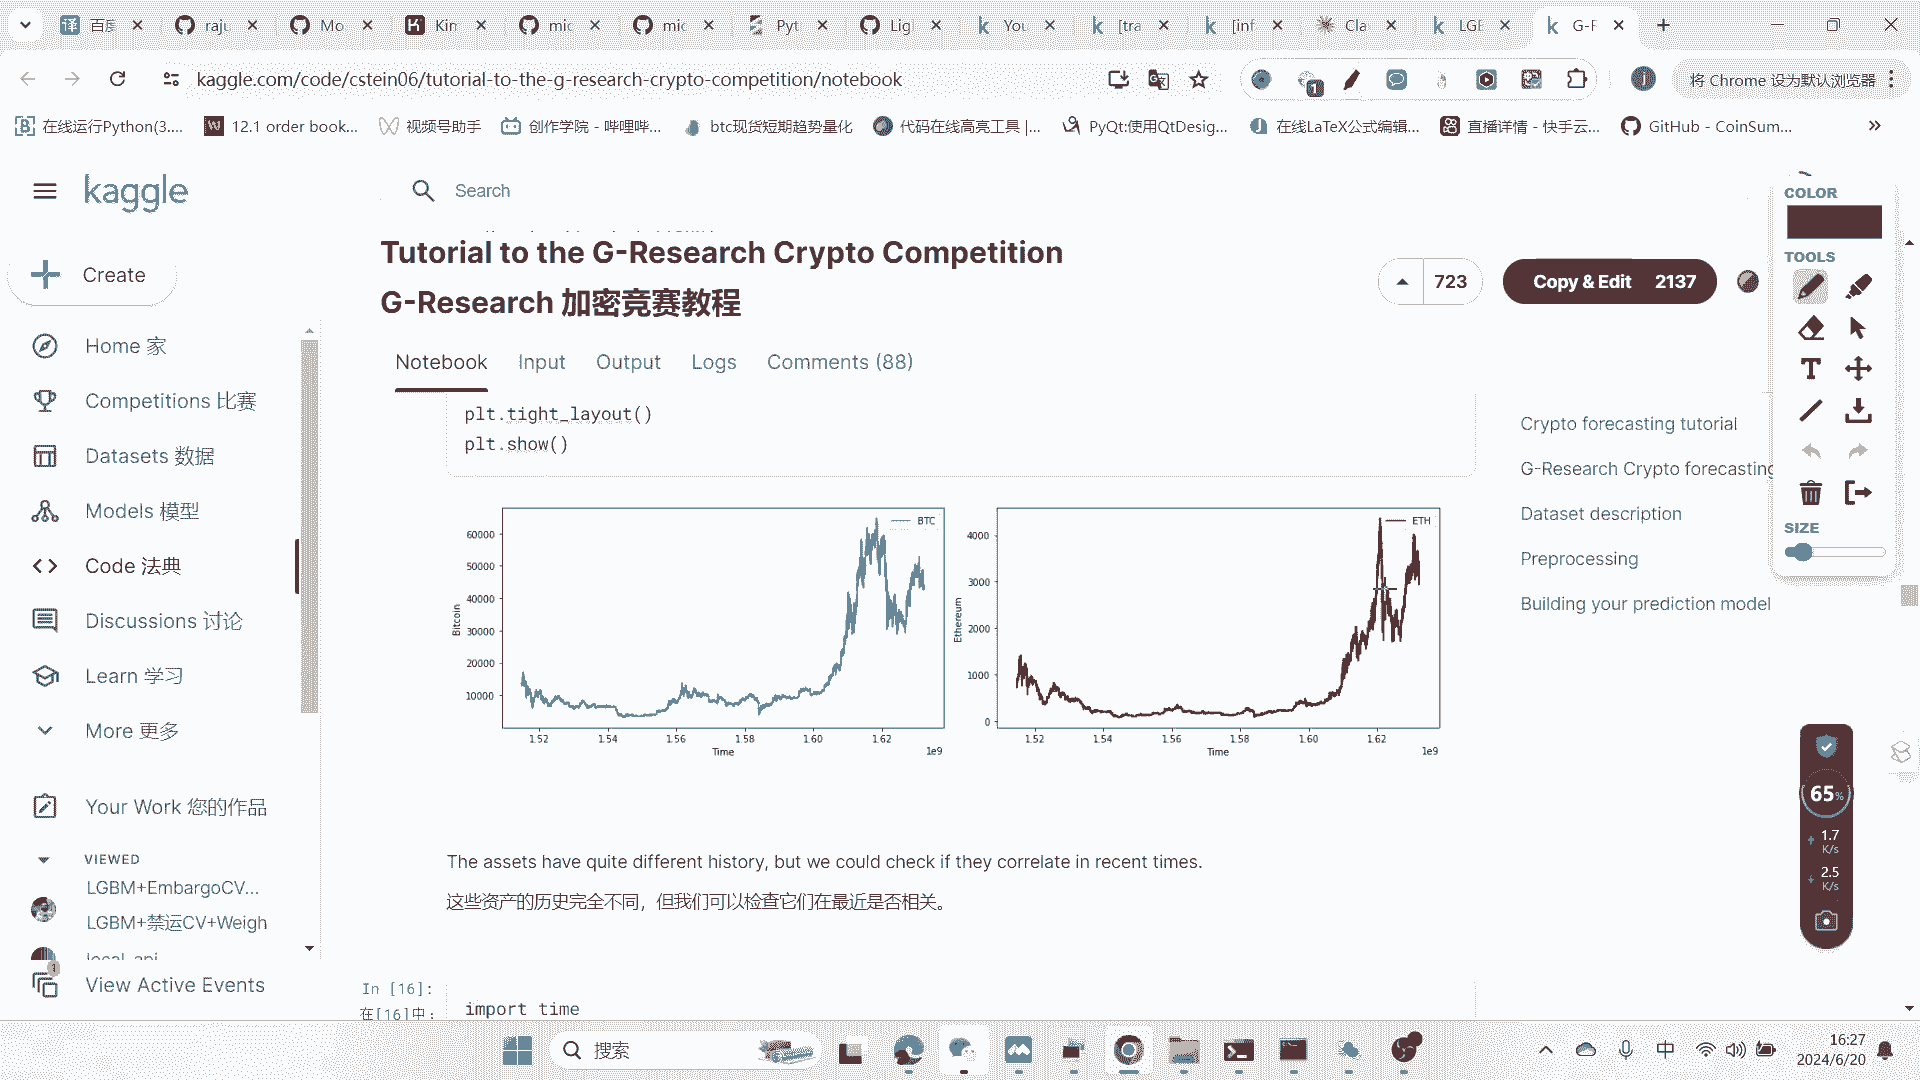 百度
raju
Mo
Kin
mic
mic
Pyt
Ligl
You
[tra
[inf
Cla
LGE
G-F
kaggle.com/code/cstein06/tutorial-to-the-g-research-crypto-competition/notebook
1
将 Chrome 设为默认浏览器
在线运行Python(3....
12.1 order book...
视频号助手
创作学院 - 哔哩哔...
btc现货短期趋势量化
代码在线高亮工具 |...
PyQt:使用QtDesig...
在线LaTeX公式编辑...
直播详情 - 快手云...
GitHub - CoinSum...
kaggle
Search
COLOR
TOOLS
SIZE
Create
Tutorial to the G-Research Crypto Competition
G-Research 加密竞赛教程
723
Copy & Edit 2137
Notebook
Input
Output
Logs
Comments (88)
Home 家
Competitions 比赛
Datasets 数据
Models 模型
Code 法典
Discussions 讨论
Learn 学习
More 更多
Your Work 您的作品
VIEWED
LGBM+EmbargoCV...
LGBM+禁运CV+Weigh
local-api
1
View Active Events
plt.tight_layout()
plt.show()
BTC
60000
50000
40000
30000
20000
10000
Bitcoin
1.52 1.54 1.56 1.58 1.60 1.62
Time
1e9
ETH
4000
3000
2000
1000
0
Ethereum
1.52 1.54 1.56 1.58 1.60 1.62
Time
1e9
The assets have quite different history, but we could check if they correlate in recent times.
这些资产的历史完全不同，但我们可以检查它们在最近是否相关。
In [16]:
在[16]中：
import time
Crypto forecasting tutorial
G-Research Crypto forecasting
Dataset description
Preprocessing
Building your prediction model
65%
1.7
K/s
2.5
K/s
搜索
中
16:27
2024/6/20